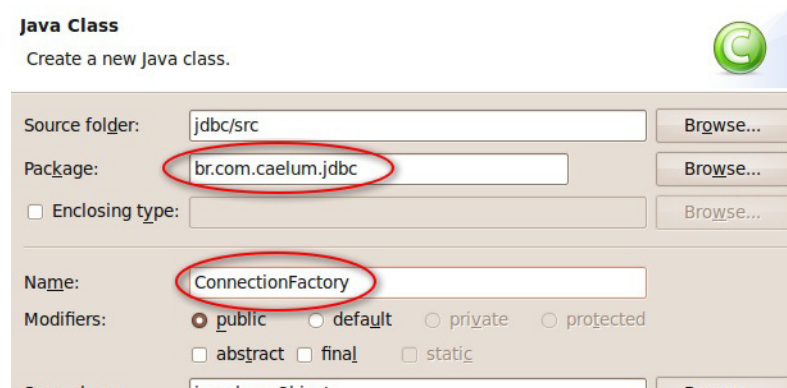 Java Class
Create a new Java class.
C
Source folder: jdbc/src Browse...
Package: br.com.caelum.jdbc Browse...
Enclosing type: Browse...
Name: ConnectionFactory
Modifiers: public default private protected
abstract final static